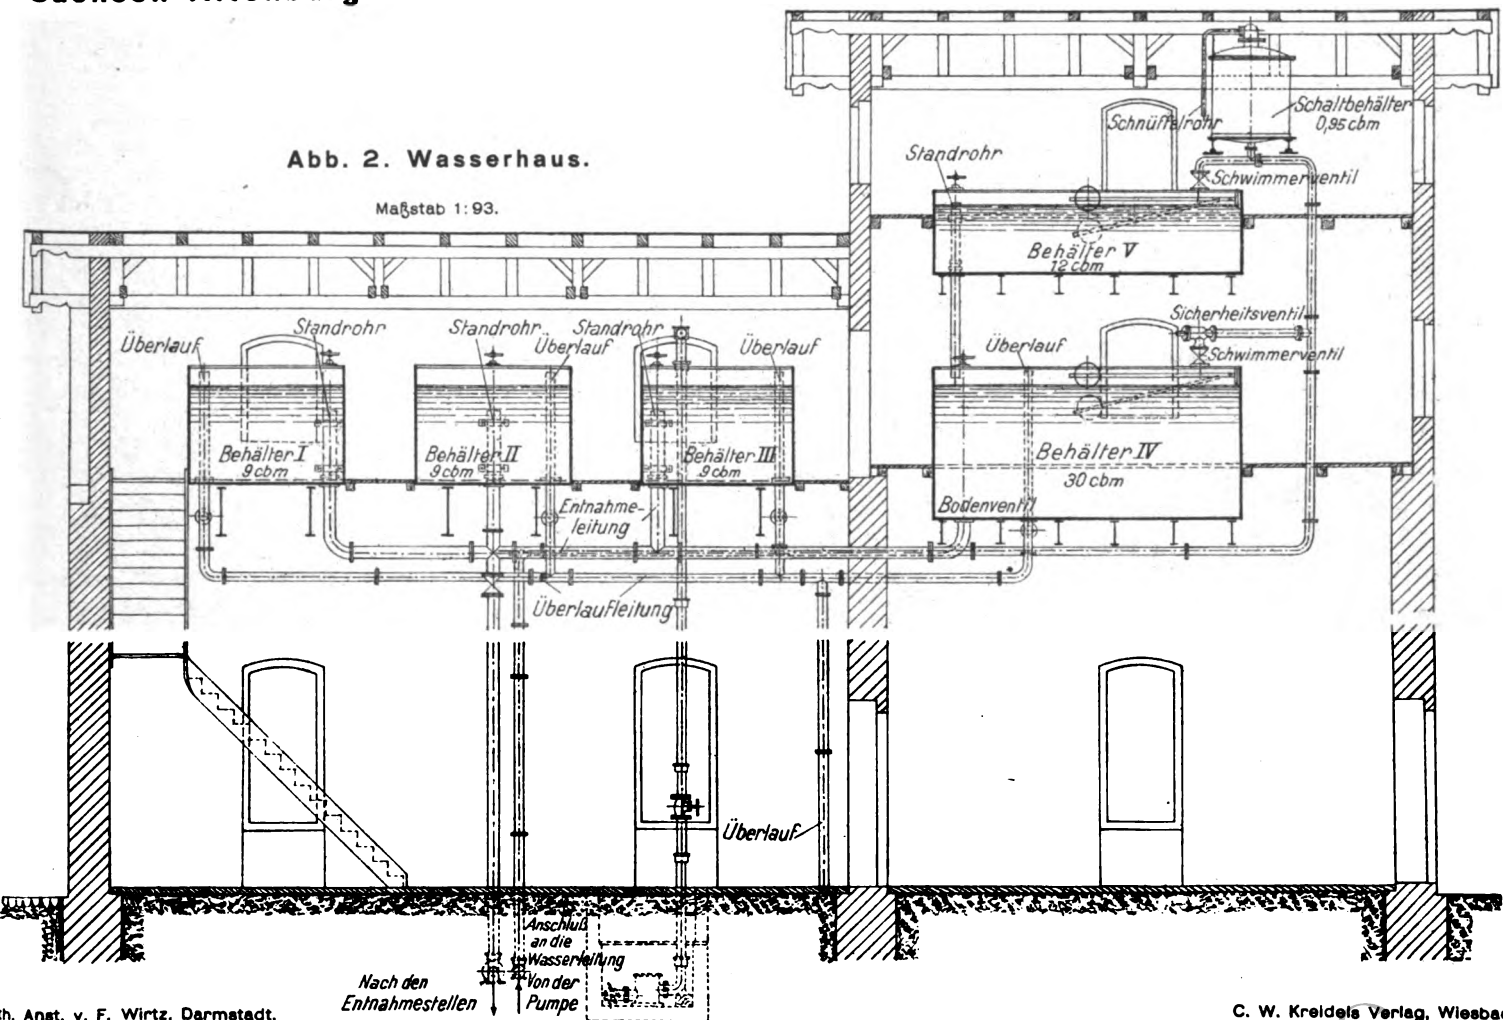 Abb. 2. Wasserhaus.
Maßstab 1:93.
Schnüffelrohr
Schaltbehälter
0,95 cbm
Standrohr
Schwimmerventil
Behälter V
12 cbm
Sicherheitsventil
Schwimmerventil
Überlauf
Standrohr
Standrohr
Überlauf
Standrohr
Überlauf
Überlauf
Behälter I
9 cbm
Behälter II
9 cbm
Behälter III
9 cbm
Behälter IV
30 cbm
Entnahme-
leitung
Bodenventil
Überlaufleitung
Überlauf
Anschluß
an die
Wasserleitung
Nach den
Entnahmestellen
Von der
Pumpe
Anst. v. F. Wirtz, Darmstadt.
C. W. Kreidels Verlag,